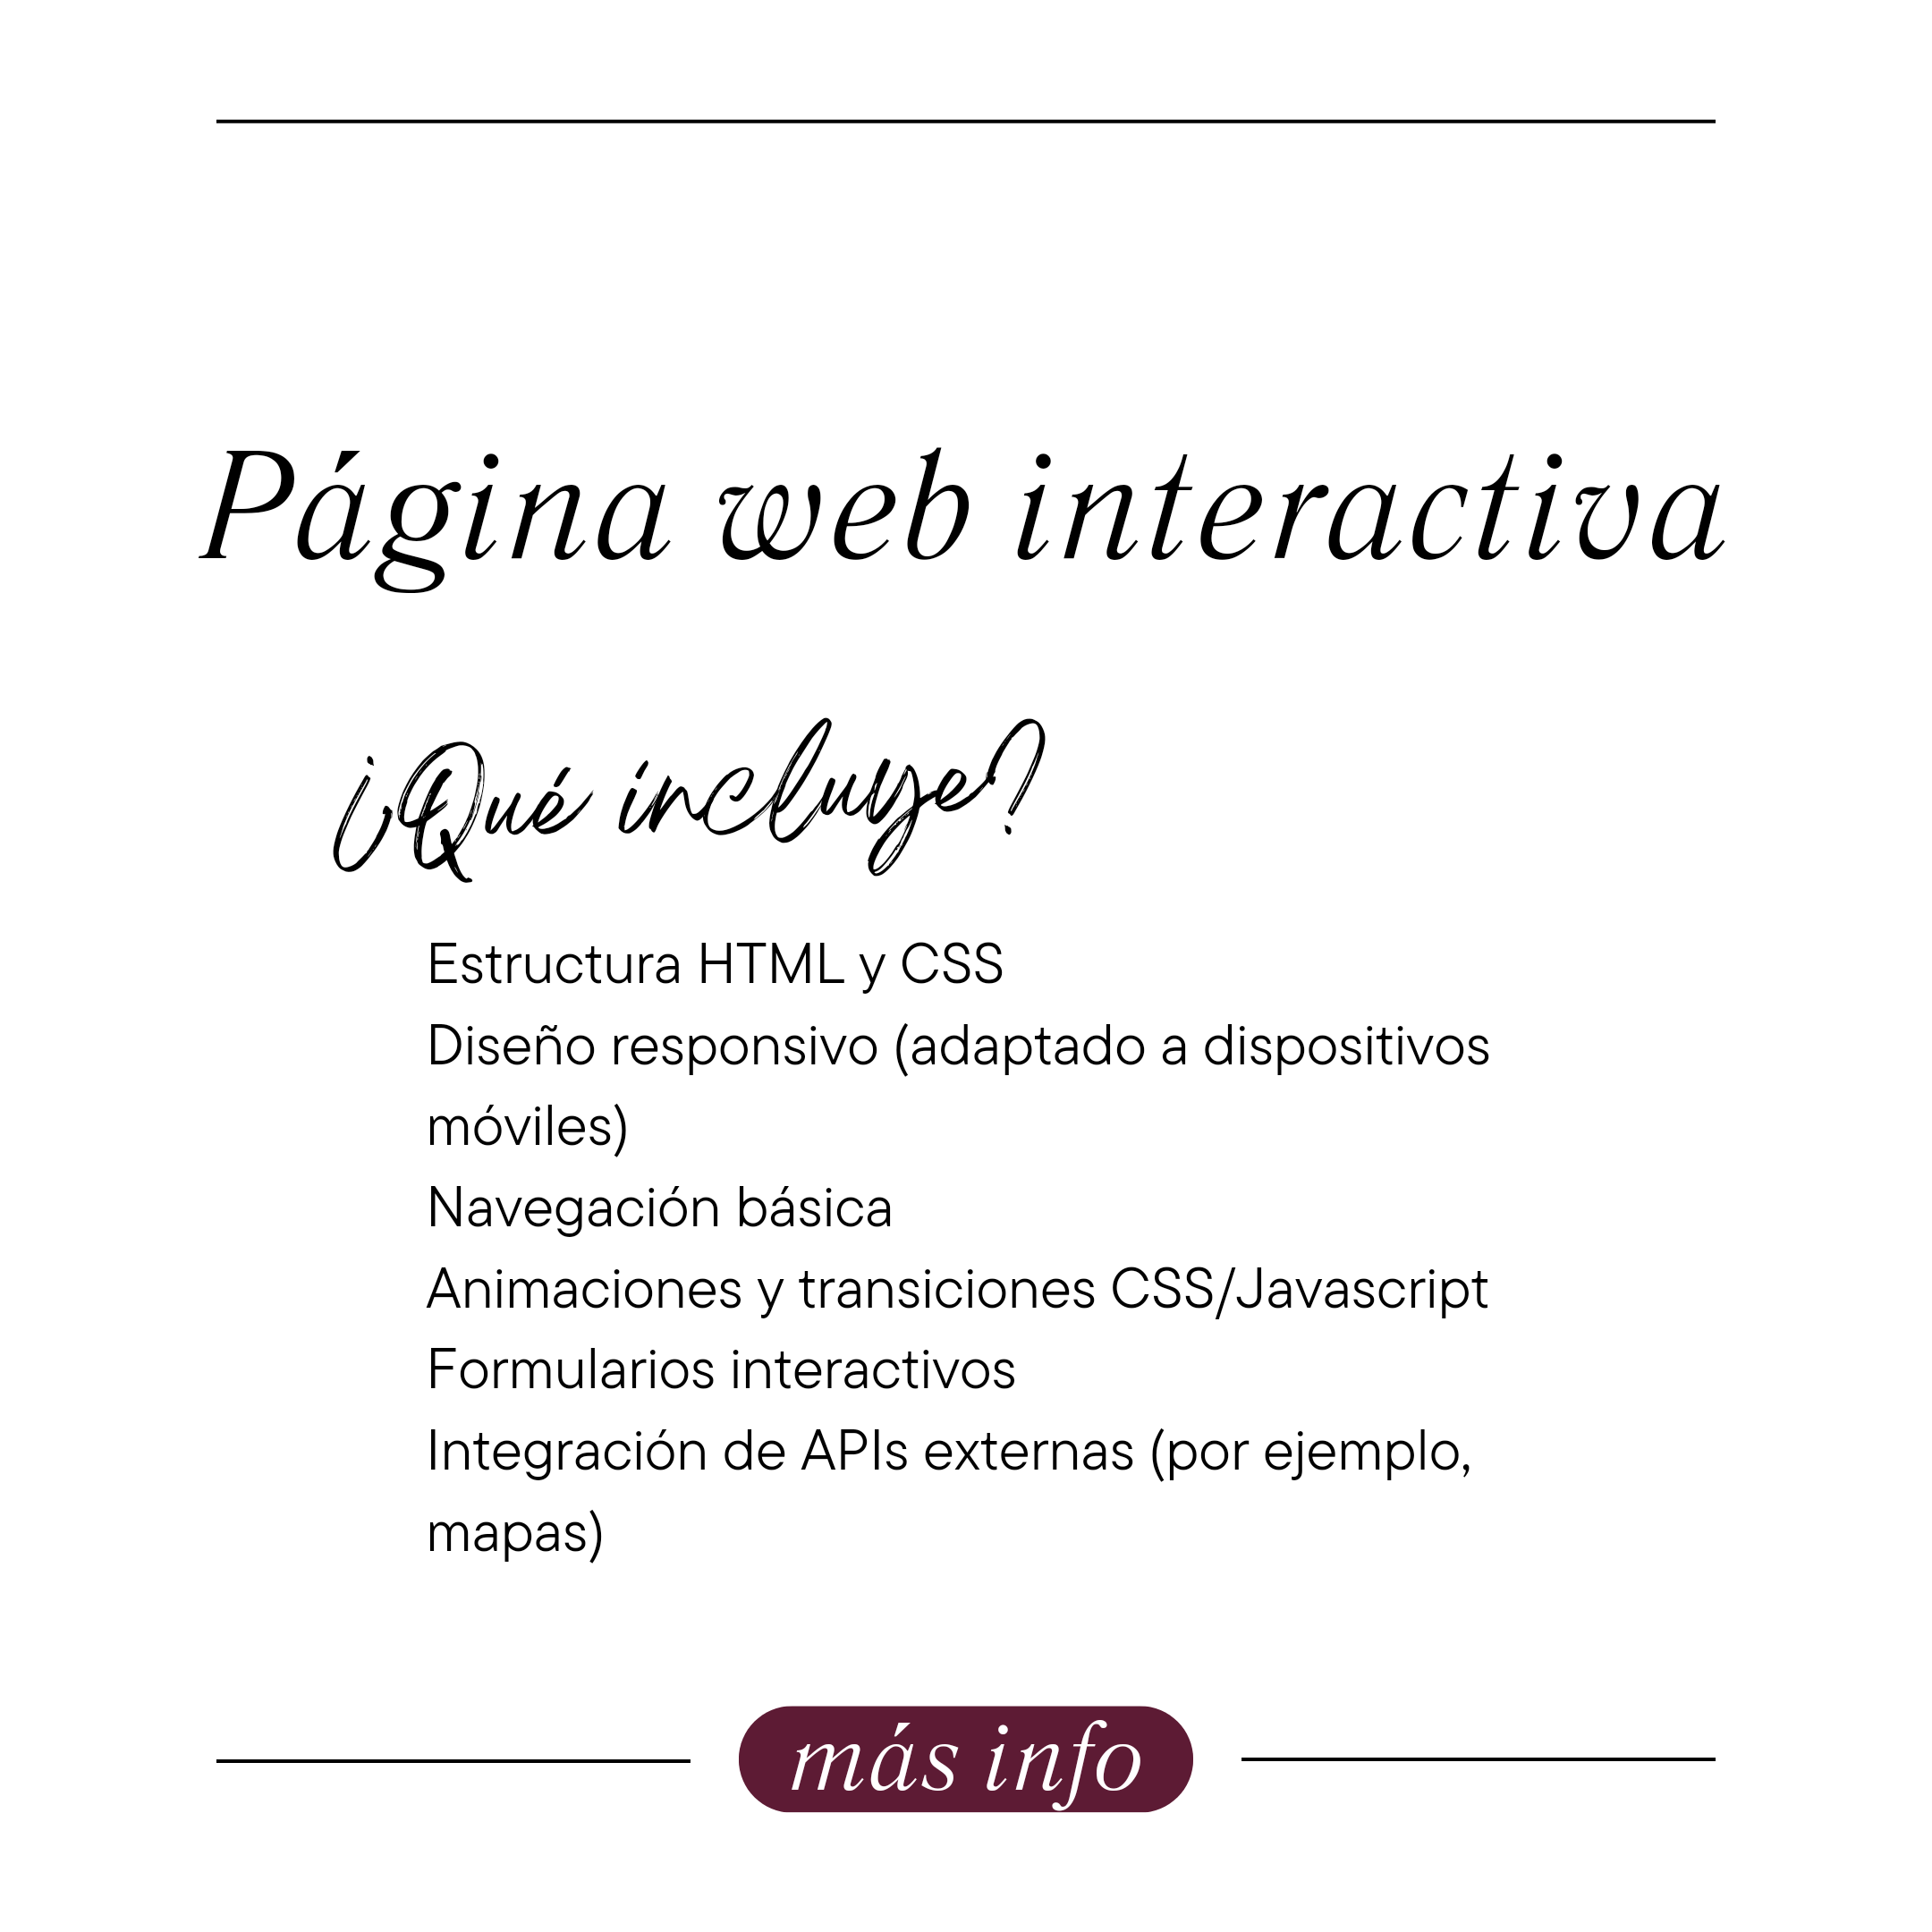 Página web interactiva
¿Qué incluye?
Estructura HTML y CSS
Diseño responsivo (adaptado a dispositivos
móviles)
Navegación básica
Animaciones y transiciones CSS/Javascript
Formularios interactivos
Integración de APIs externas (por ejemplo,
mapas)
más info